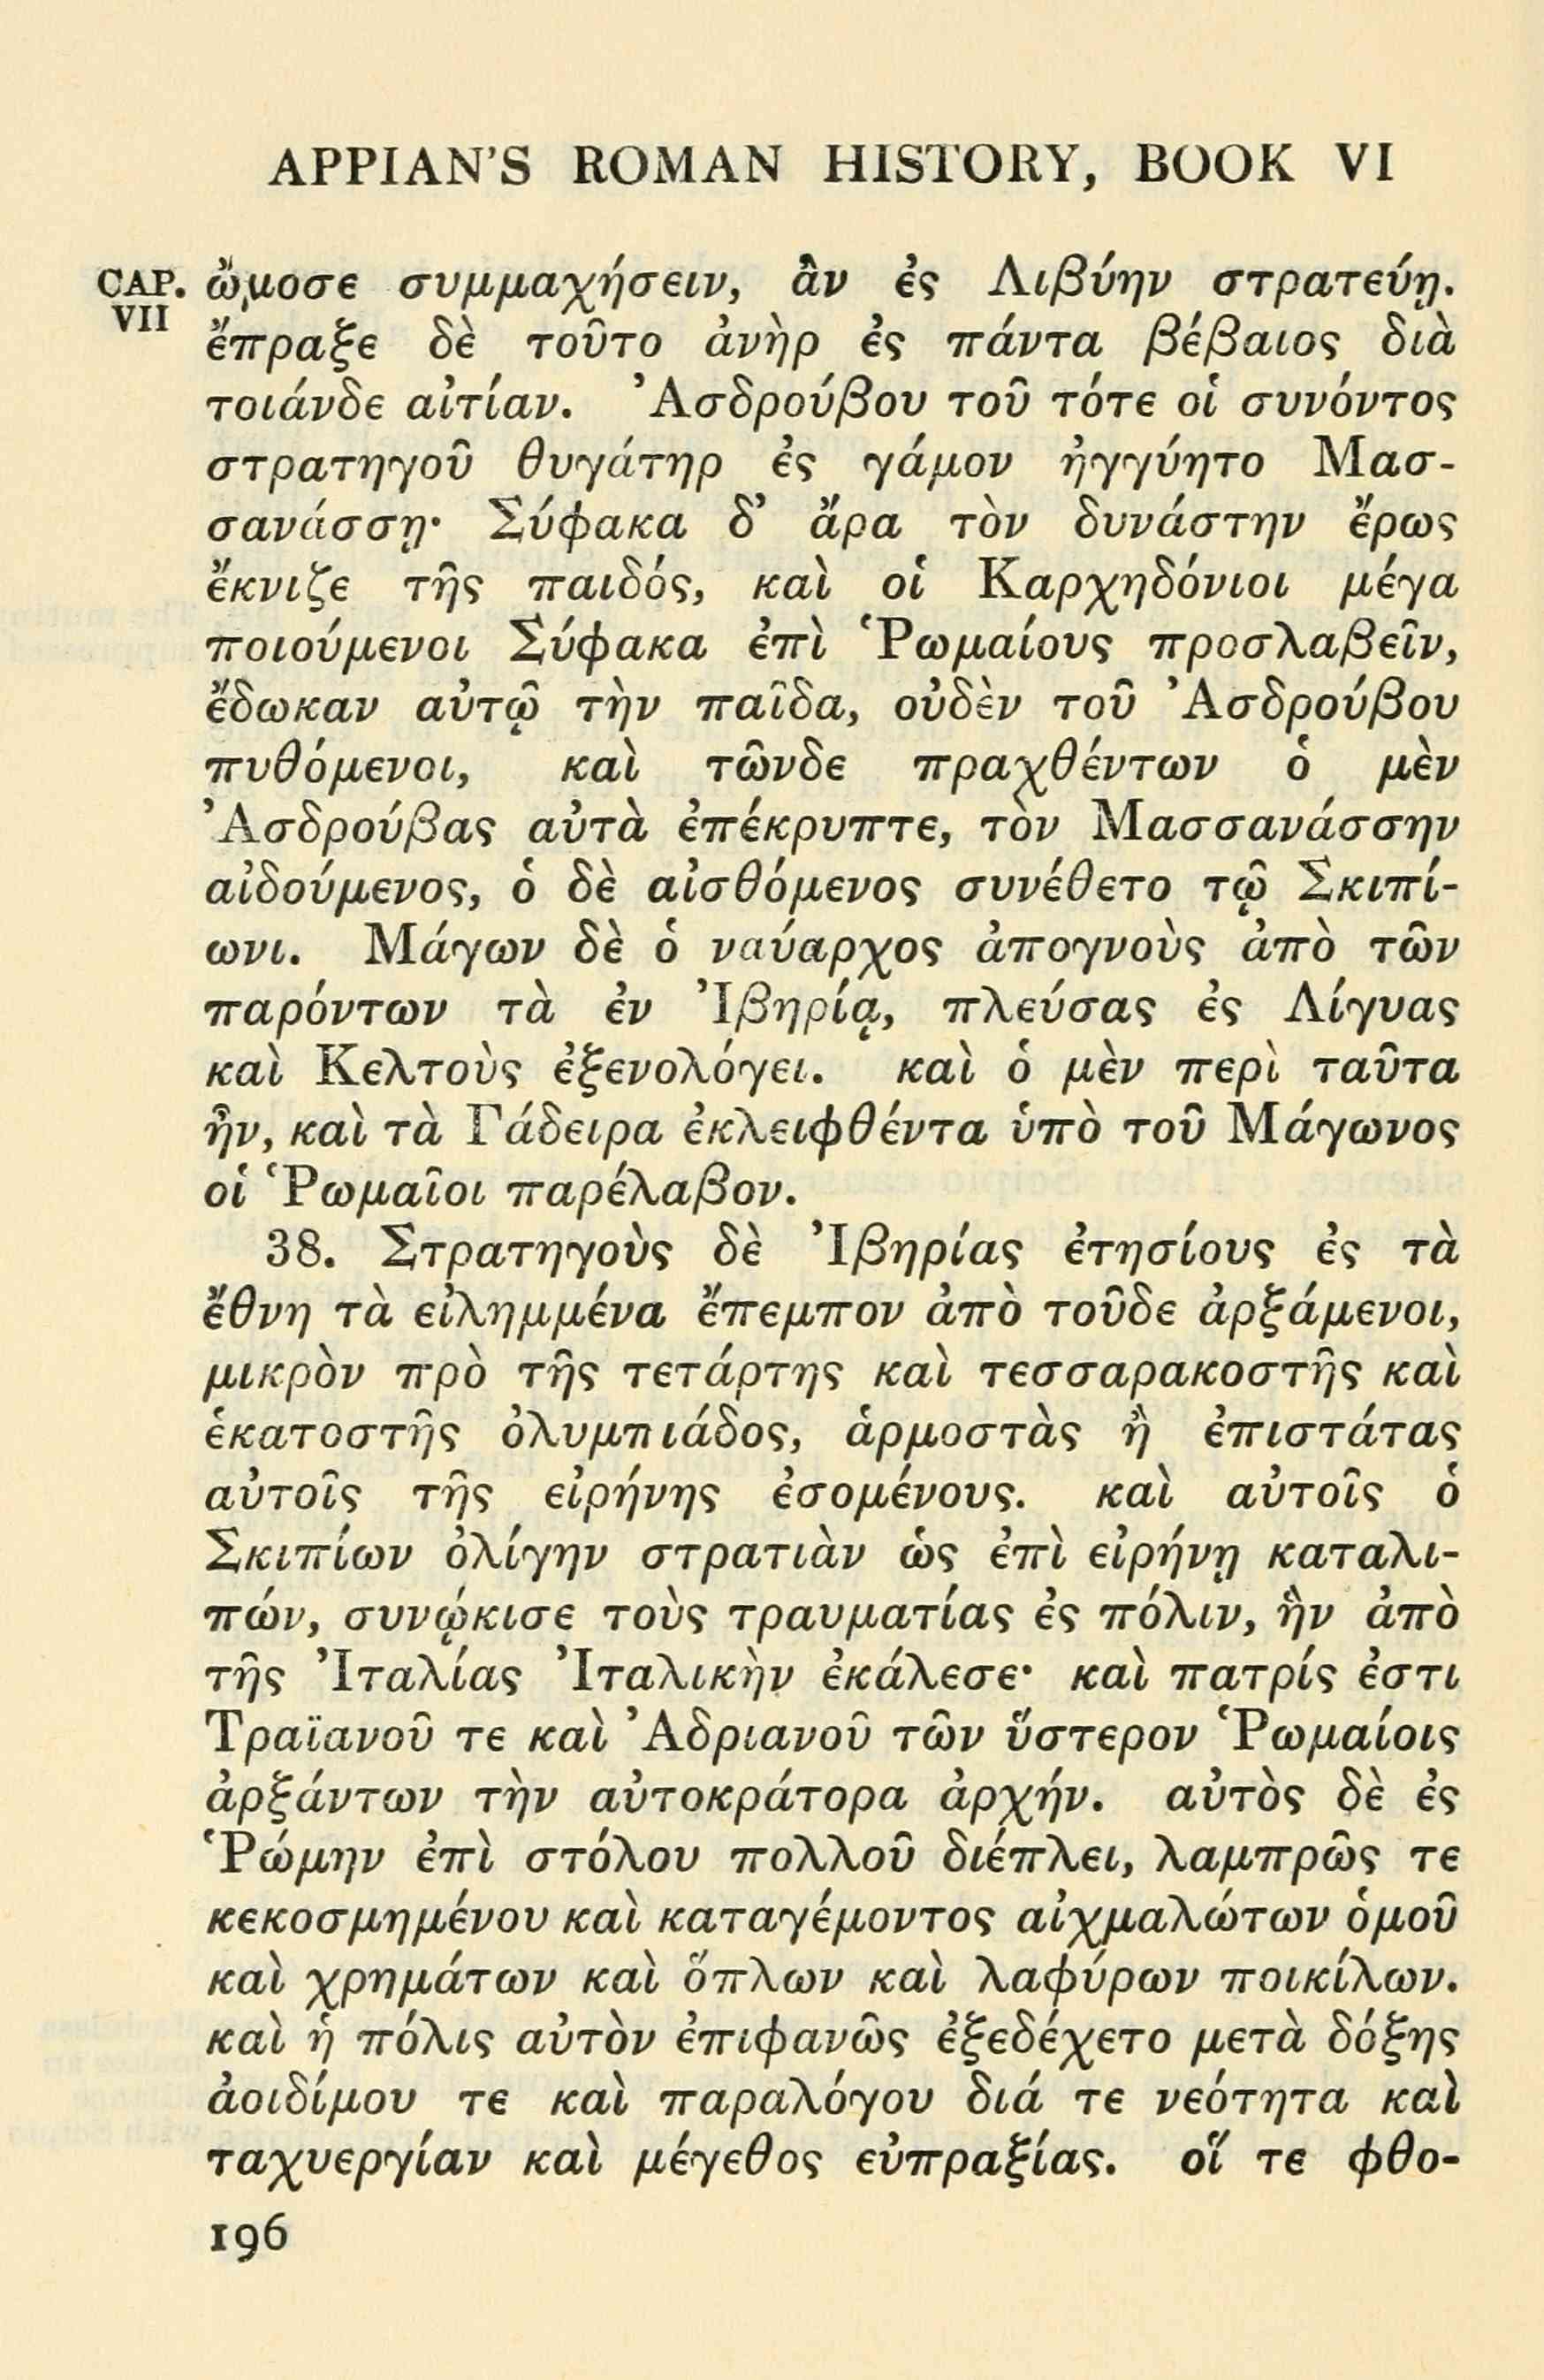 APPIAN'S ROMAN HISTORY, BOOK VI
CAP. VII
ὤμοσε συμμαχήσειν, ἂν ἐς Λιβύην στρατεύῃ.
ἔπραξε δὲ τοῦτο ἀνὴρ ἐς πάντα βέβαιος διὰ
τοιάνδε αἰτίαν. Ἀσδρούβου τοῦ τότε οἱ συνόντος
στρατηγοῦ θυγάτηρ ἐς γάμον ἠγγύητο Μασ-
σανάσσῃ· Σύφακα δ' ἄρα τὸν δυνάστην ἔρως
ἔκνιζε τῆς παιδός, καὶ οἱ Καρχηδόνιοι μέγα
ποιούμενοι Σύφακα ἐπὶ Ῥωμαίους προσλαβεῖν,
ἔδωκαν αὐτῷ τὴν παῖδα, οὐδὲν τοῦ Ἀσδρούβου
πυθόμενοι, καὶ τῶνδε πραχθέντων ὁ μὲν
Ἀσδρούβας αὐτὰ ἐπέκρυπτε, τὸν Μασσανάσσην
αἰδούμενος, ὁ δὲ αἰσθόμενος συνέθετο τῷ Σκιπί-
ωνι. Μάγων δὲ ὁ ναύαρχος ἀπογνοὺς ἀπὸ τῶν
παρόντων τὰ ἐν Ἰβηρίᾳ, πλεύσας ἐς Λίγυας
καὶ Κελτοὺς ἐξενολόγει. καὶ ὁ μὲν περὶ ταῦτα
ἦν, καὶ τὰ Γάδειρα ἐκλειφθέντα ὑπὸ τοῦ Μάγωνος
οἱ Ῥωμαῖοι παρέλαβον.
38. Στρατηγοὺς δὲ Ἰβηρίας ἐτησίους ἐς τὰ
ἔθνη τὰ εἰλημμένα ἔπεμπον ἀπὸ τοῦδε ἀρξάμενοι,
μικρὸν πρὸ τῆς τετάρτης καὶ τεσσαρακοστῆς καὶ
ἑκατοστῆς ὀλυμπιάδος, ἁρμοστὰς ἢ ἐπιστάτας
αὐτοῖς τῆς εἰρήνης ἐσομένους. καὶ αὐτοῖς ὁ
Σκιπίων ὀλίγην στρατιὰν ὡς ἐπὶ εἰρήνῃ καταλι-
πών, συνῴκισε τοὺς τραυματίας ἐς πόλιν, ἣν ἀπὸ
τῆς Ἰταλίας Ἰταλικὴν ἐκάλεσε· καὶ πατρίς ἐστι
Τραϊανοῦ τε καὶ Ἀδριανοῦ τῶν ὕστερον Ῥωμαίοις
ἀρξάντων τὴν αὐτοκράτορα ἀρχήν. αὐτὸς δὲ ἐς
Ῥώμην ἐπὶ στόλου πολλοῦ διέπλει, λαμπρῶς τε
κεκοσμημένου καὶ καταγέμοντος αἰχμαλώτων ὁμοῦ
καὶ χρημάτων καὶ ὅπλων καὶ λαφύρων ποικίλων.
καὶ ἡ πόλις αὐτὸν ἐπιφανῶς ἐξεδέχετο μετὰ δόξης
ἀοιδίμου τε καὶ παραλόγου διά τε νεότητα καὶ
ταχυεργίαν καὶ μέγεθος εὐπραξίας. οἵ τε φθο-
196